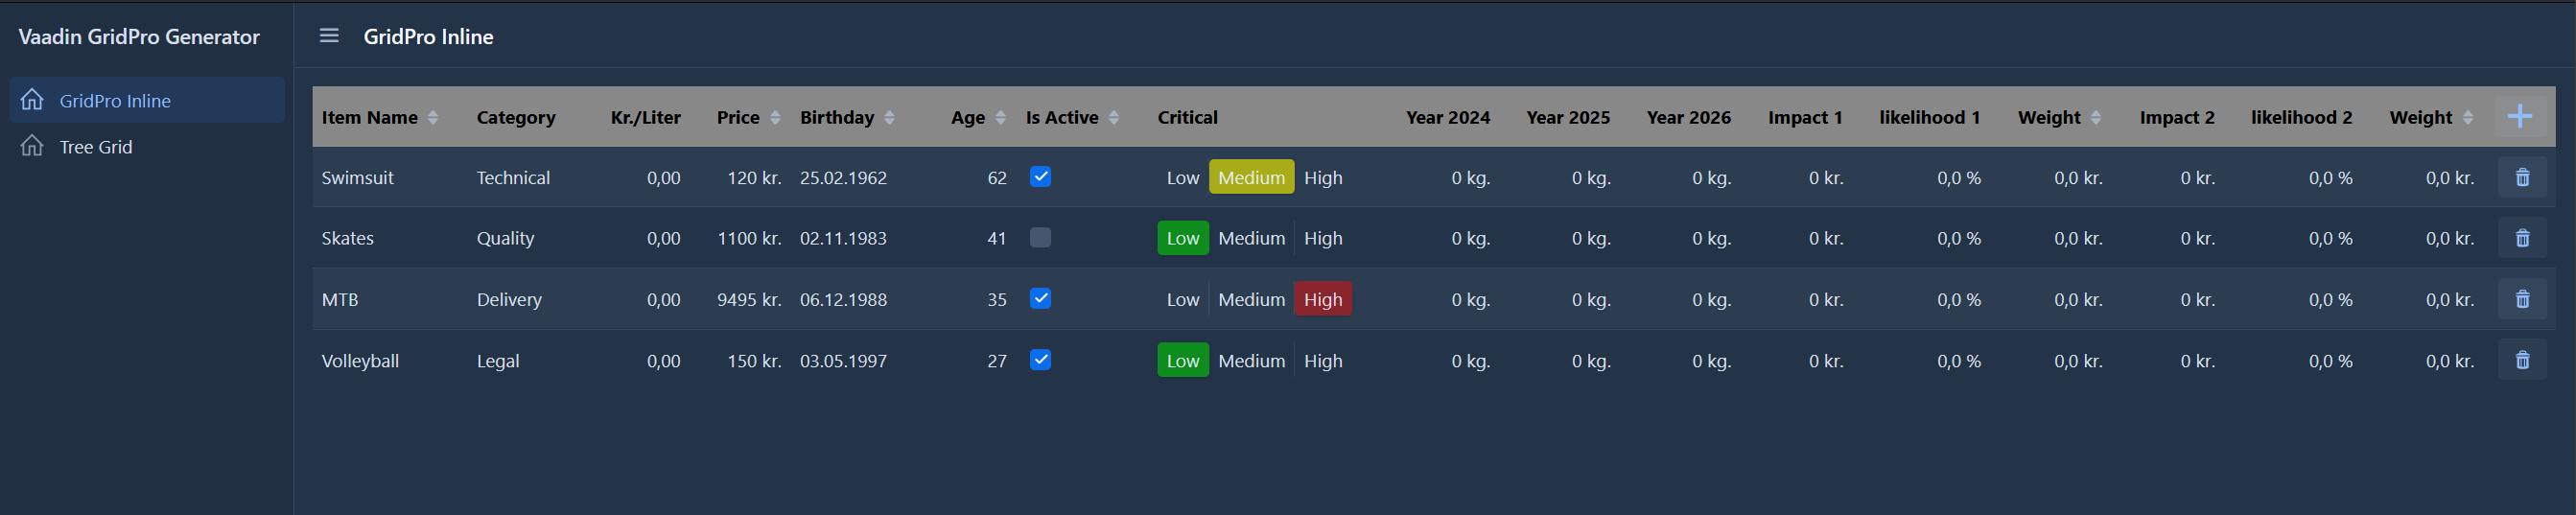 Vaadin GridPro Generator
GridPro Inline
Tree Grid
GridPro Inline
Item Name Category Kr./Liter Price Birthday Age Is Active Critical Year 2024 Year 2025 Year 2026 Impact 1 likelihood 1 Weight Impact 2 likelihood 2 Weight
Swimsuit Technical 0,00 120 kr. 25.02.1962 62 Low Medium High 0 kg. 0 kg. 0 kg. 0 kr. 0,0 % 0,0 kr. 0 kr. 0,0 % 0,0 kr.
Skates Quality 0,00 1100 kr. 02.11.1983 41 Low Medium High 0 kg. 0 kg. 0 kg. 0 kr. 0,0 % 0,0 kr. 0 kr. 0,0 % 0,0 kr.
MTB Delivery 0,00 9495 kr. 06.12.1988 35 Low Medium High 0 kg. 0 kg. 0 kg. 0 kr. 0,0 % 0,0 kr. 0 kr. 0,0 % 0,0 kr.
Volleyball Legal 0,00 150 kr. 03.05.1997 27 Low Medium High 0 kg. 0 kg. 0 kg. 0 kr. 0,0 % 0,0 kr. 0 kr. 0,0 % 0,0 kr.